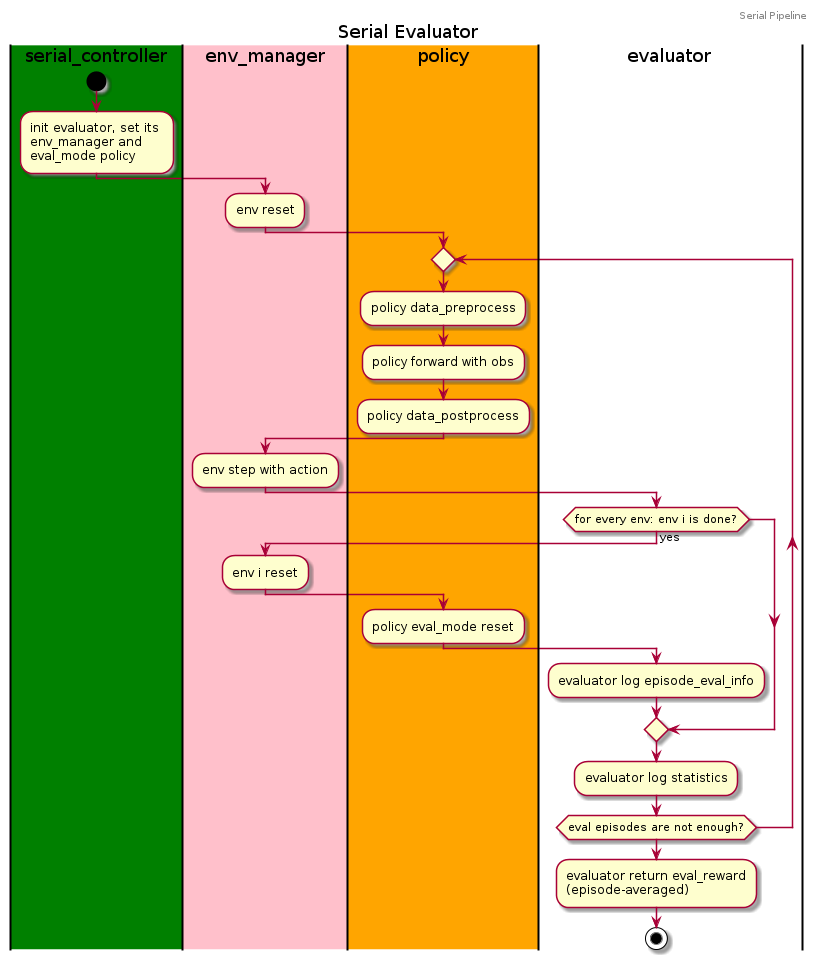 Serial Pipeline
Serial Evaluator
serial_controller
env_manager
policy
evaluator
init evaluator, set its
env_manager and
eval_mode policy
env reset
policy data_preprocess
policy forward with obs
policy data_postprocess
env step with action
for every env: env i is done?
yes
env i reset
policy eval_mode reset
evaluator log episode_eval_info
evaluator log statistics
eval episodes are not enough?
evaluator return eval_reward
(episode-averaged)